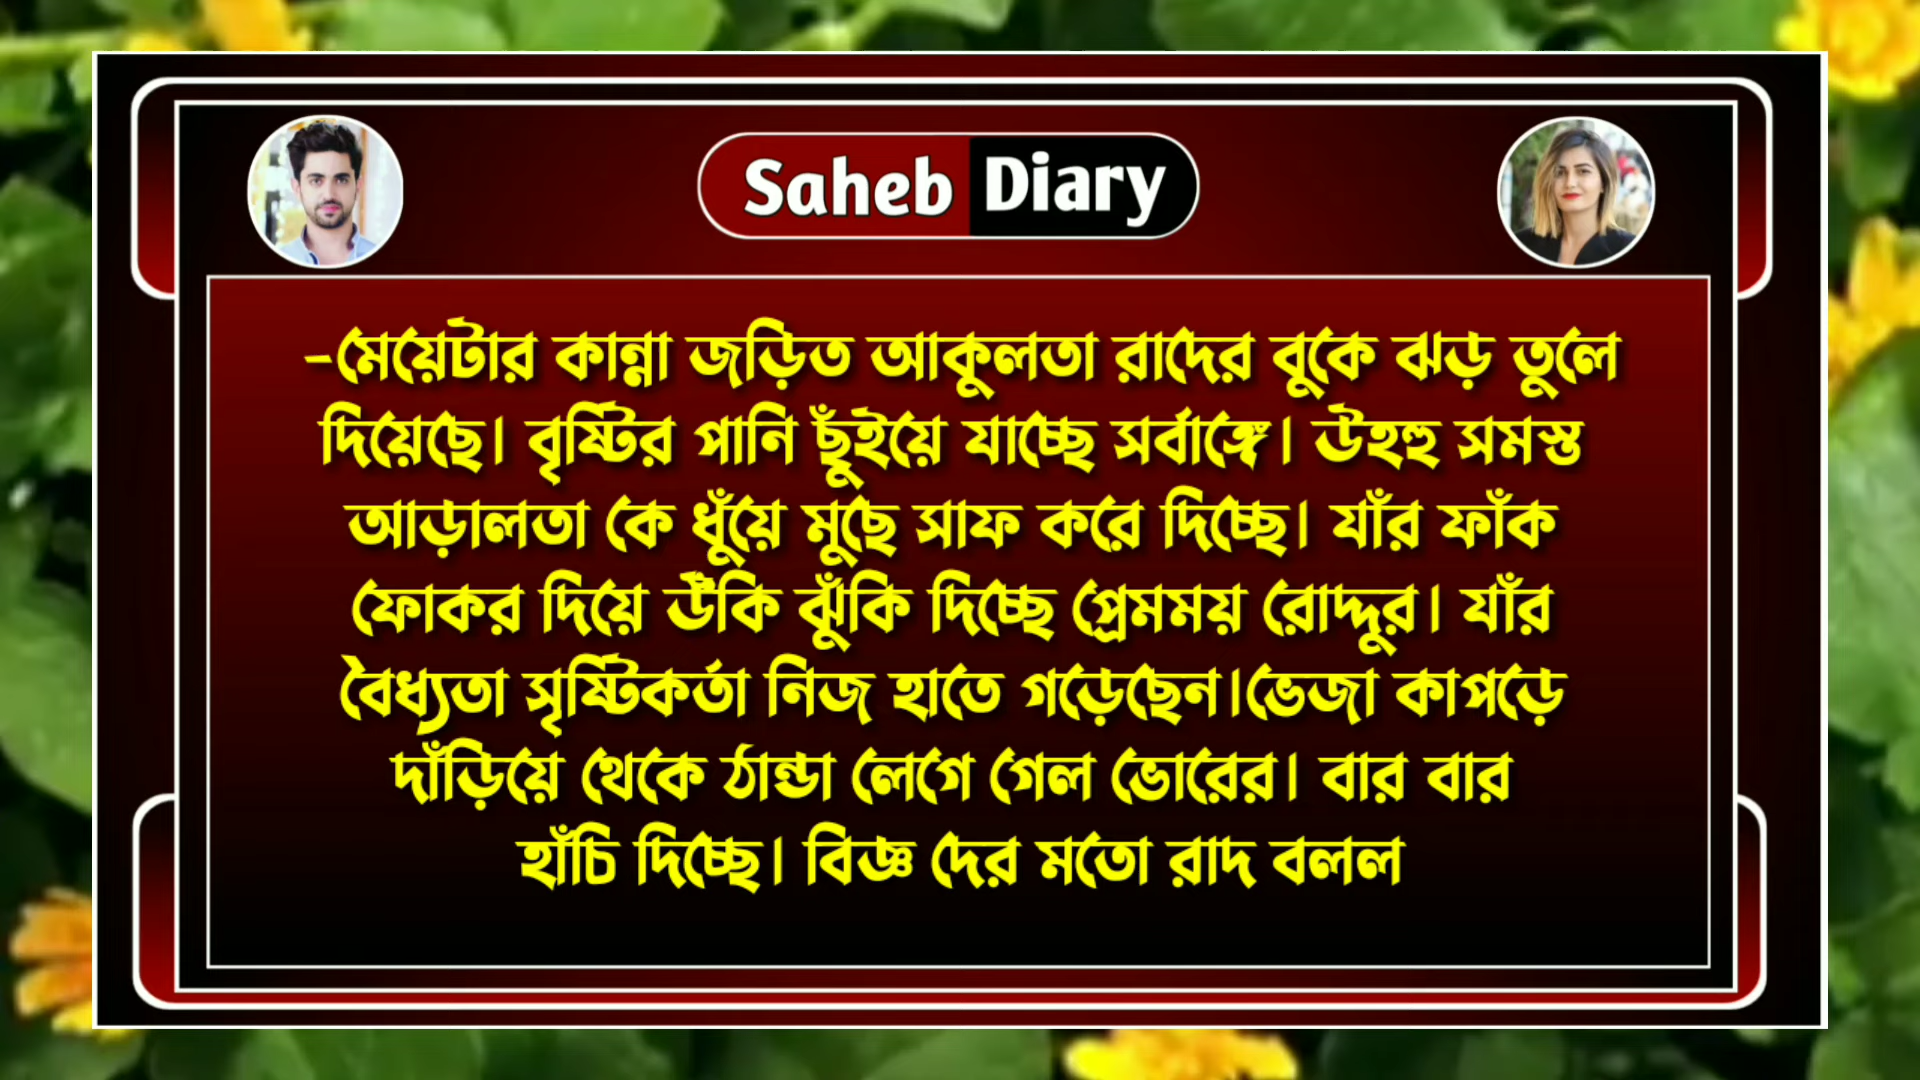 Saheb Diary
-মেয়েটার কান্না জড়িত আকুলতা রাদের বুকে ঝড় তুলে
দিয়েছে। বৃষ্টির পানি ছুঁইয়ে যাচ্ছে সর্বাঙ্গে। উহহু সমস্ত
আড়ালতা কে ধুঁয়ে মুছে সাফ করে দিচ্ছে। যাঁর ফাঁক
ফোকর দিয়ে উঁকি ঝুঁকি দিচ্ছে প্রেমময় রোদ্দুর। যাঁর
বৈধ্যতা সৃষ্টিকর্তা নিজ হাতে গড়েছেন।ভেজা কাপড়ে
দাঁড়িয়ে থেকে ঠান্ডা লেগে গেল ভোরের। বার বার
হাঁচি দিচ্ছে। বিজ্ঞ দের মতো রাদ বলল